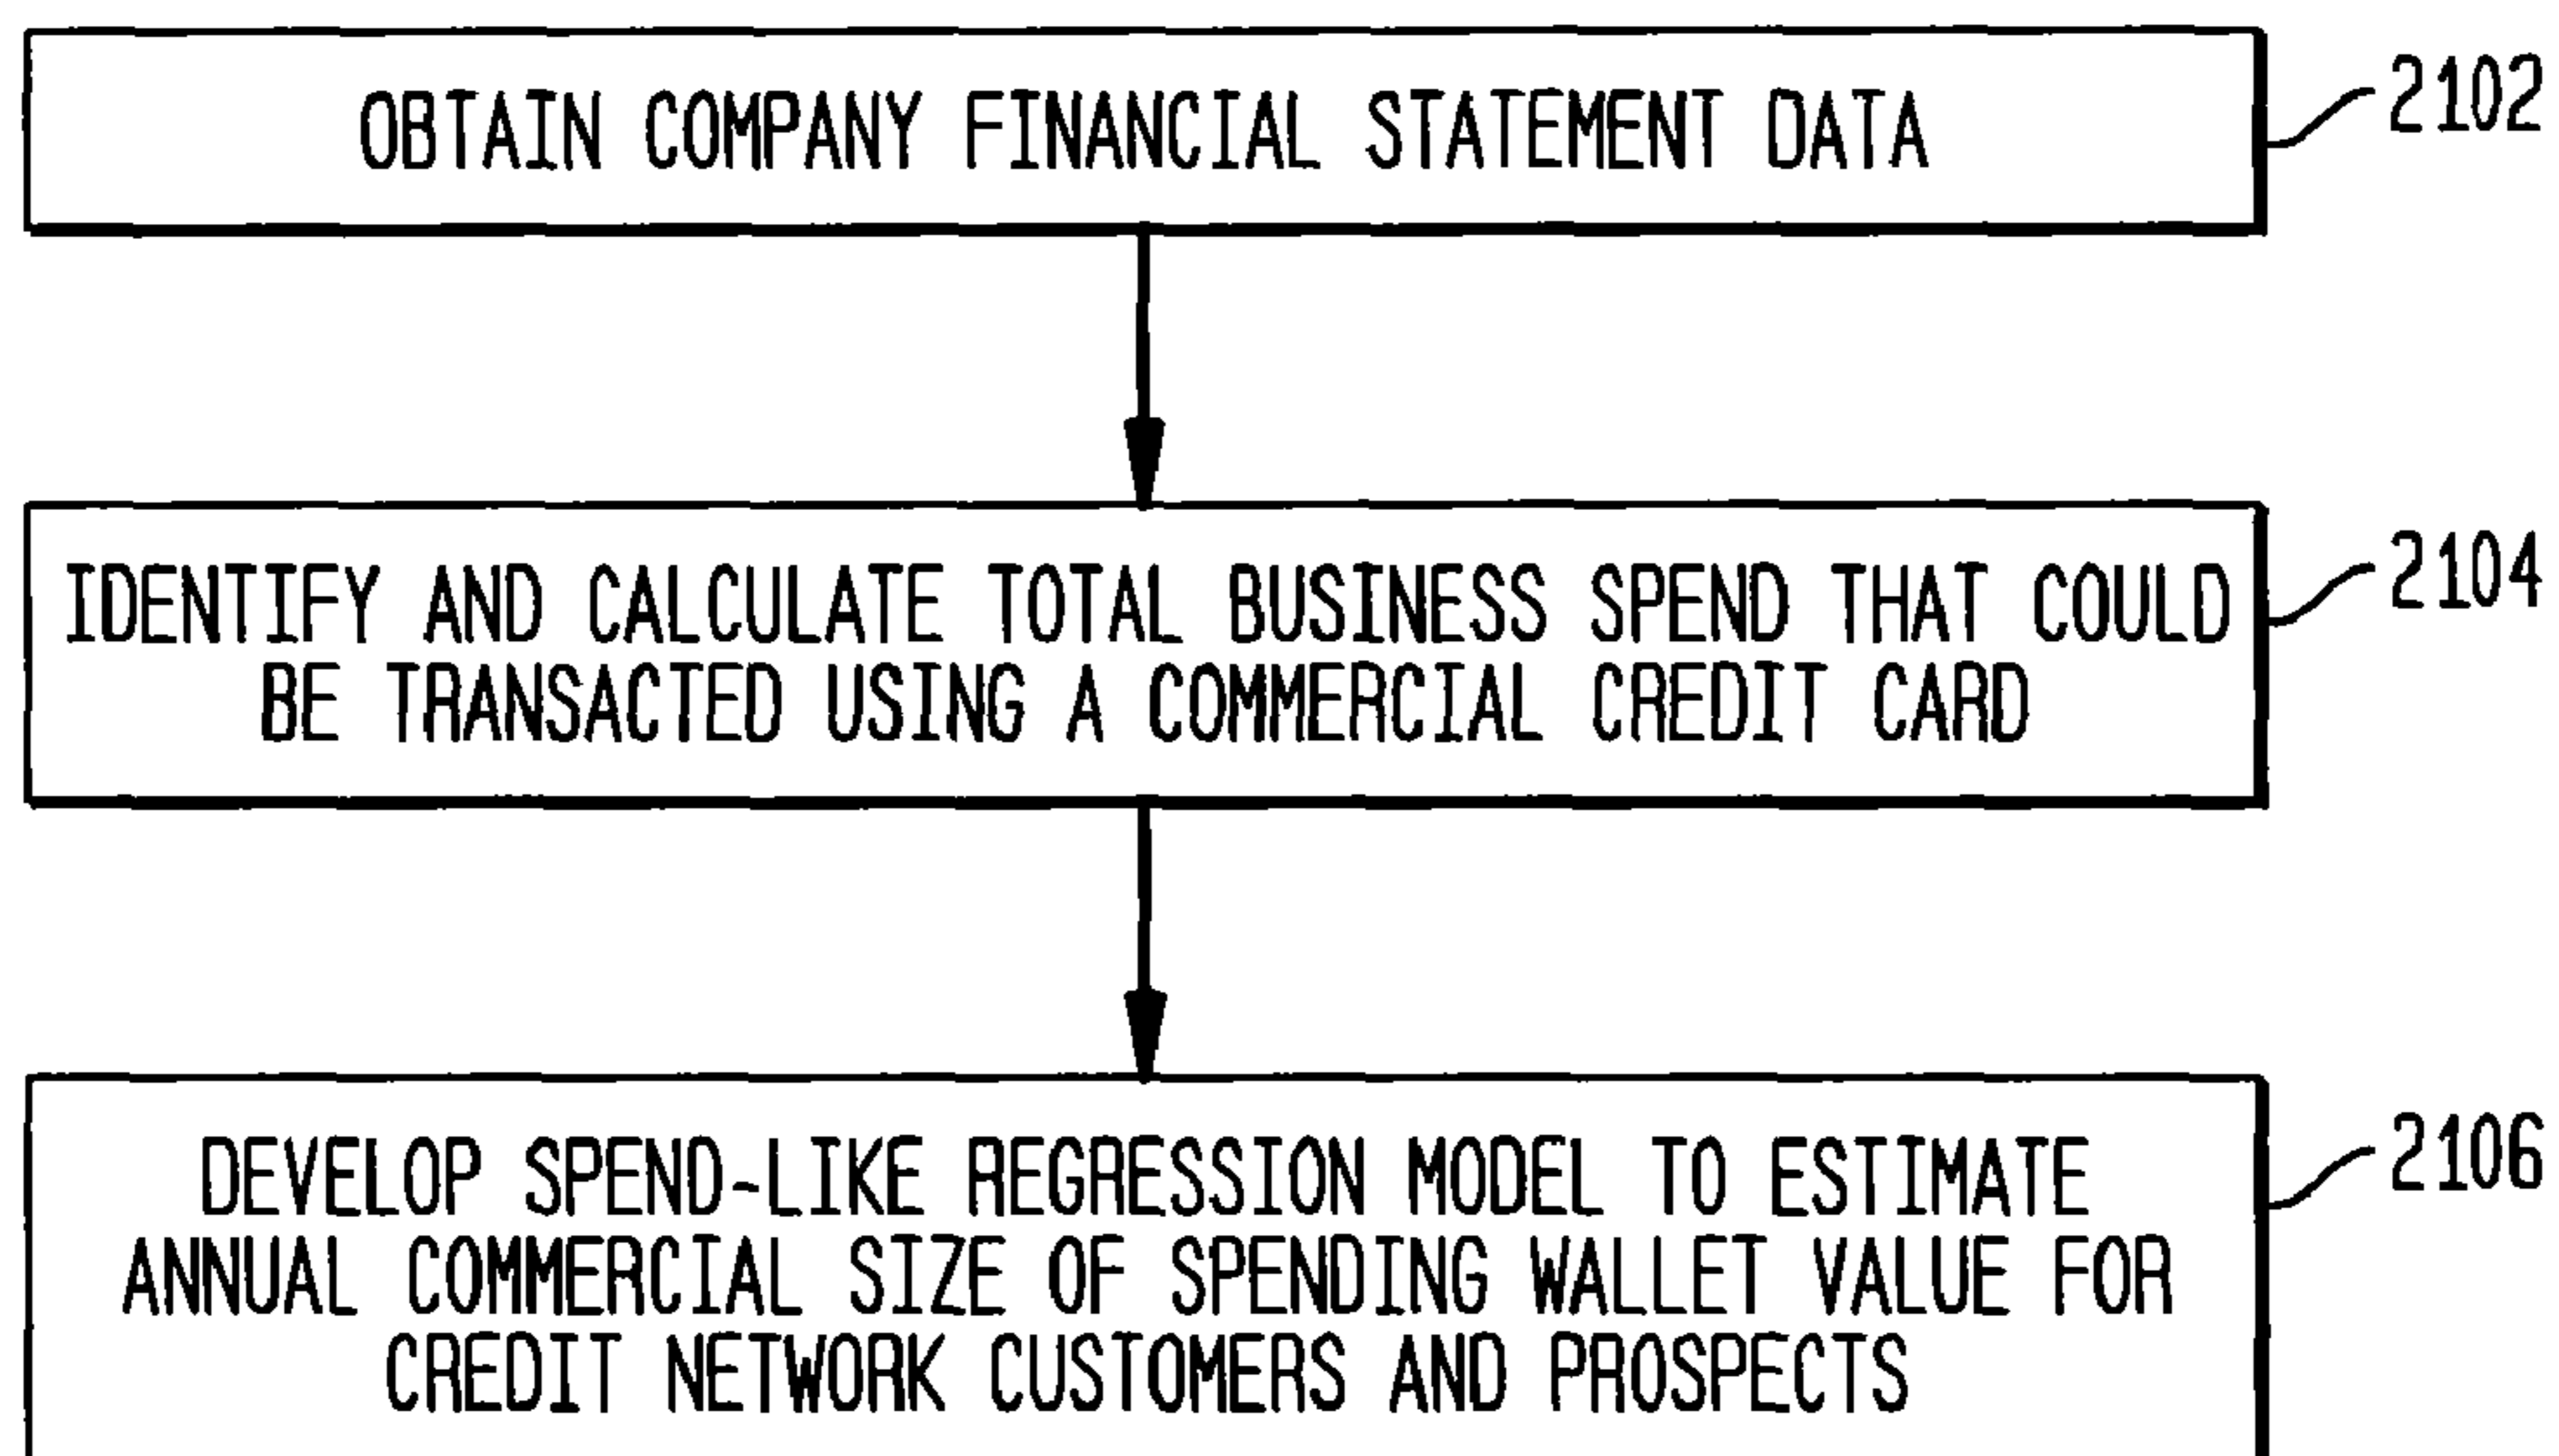 OBTAIN COMPANY FINANCIAL STATEMENT DATA
2102
IDENTIFY AND CALCULATE TOTAL BUSINESS SPEND THAT COULD
BE TRANSACTED USING A COMMERCIAL CREDIT CARD
2104
DEVELOP SPEND-LIKE REGRESSION MODEL TO ESTIMATE
ANNUAL COMMERCIAL SIZE OF SPENDING WALLET VALUE FOR
CREDIT NETWORK CUSTOMERS AND PROSPECTS
2106